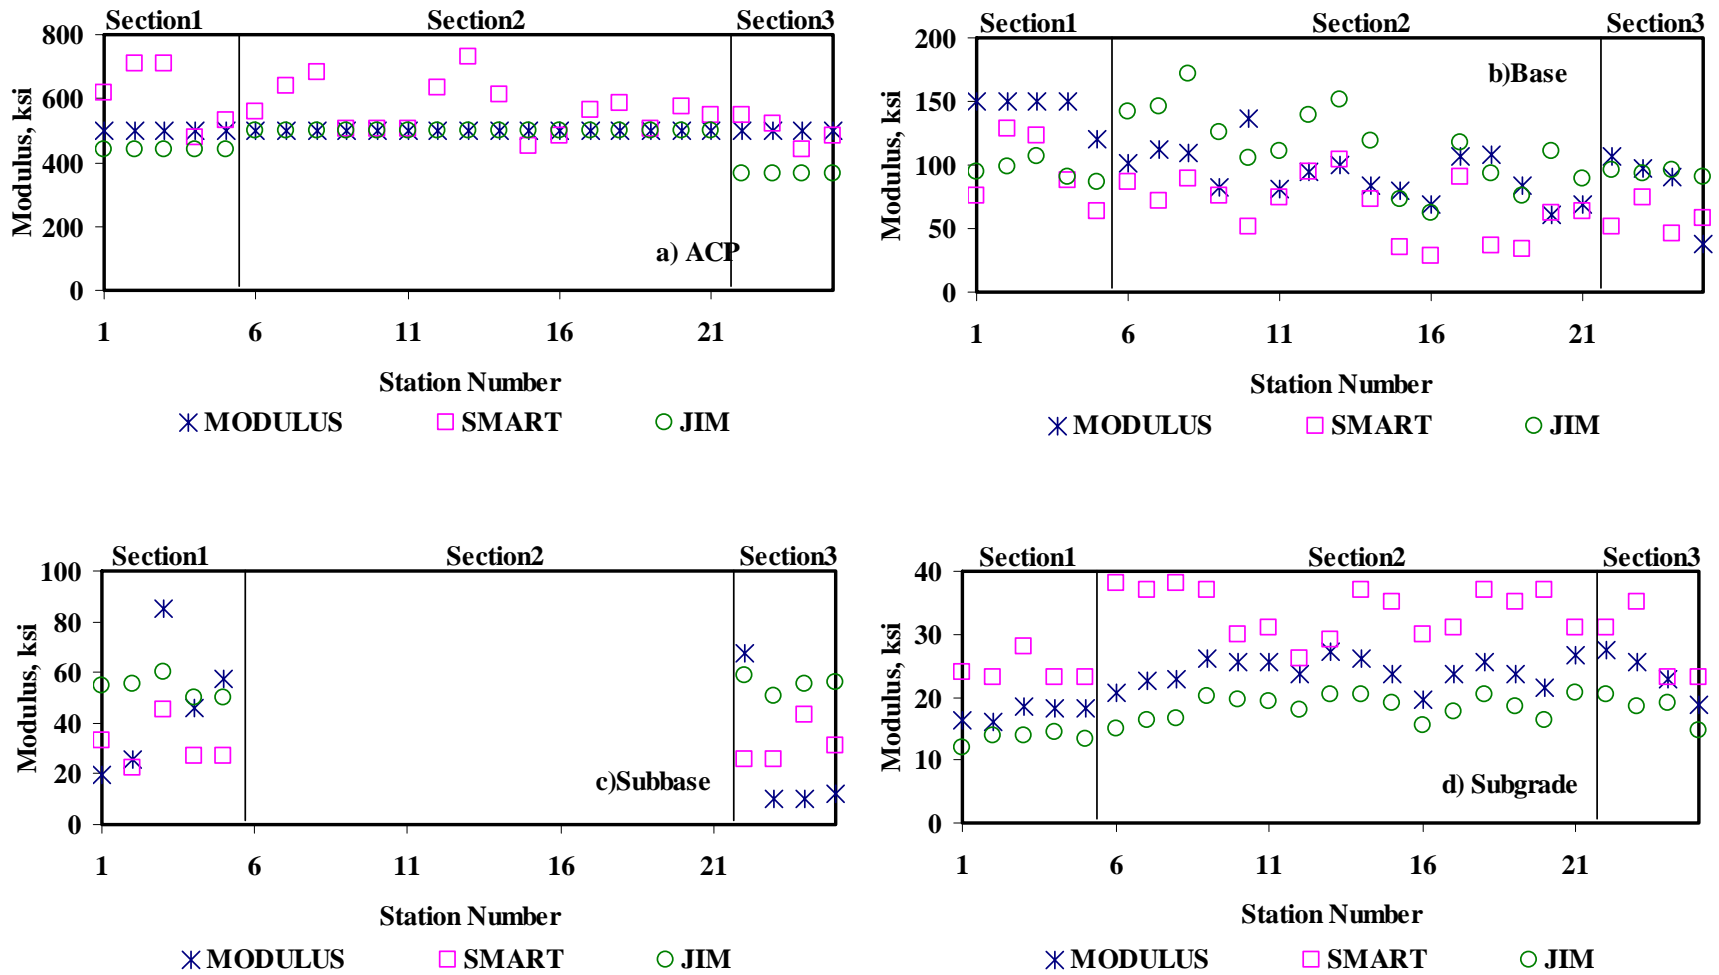 Section1 Section2 Section3
800
600
400
200
0
Modulus, ksi
a) ACP
1 6 11 16 21
Station Number
MODULUS SMART JIM
Section1 Section2 Section3
200
150
100
50
0
Modulus, ksi
b)Base
1 6 11 16 21
Station Number
MODULUS SMART JIM
Section1 Section2 Section3
100
80
60
40
20
0
Modulus, ksi
c)Subbase
1 6 11 16 21
Station Number
MODULUS SMART JIM
Section1 Section2 Section3
40
30
20
10
0
Modulus, ksi
d) Subgrade
1 6 11 16 21
Station Number
MODULUS SMART JIM